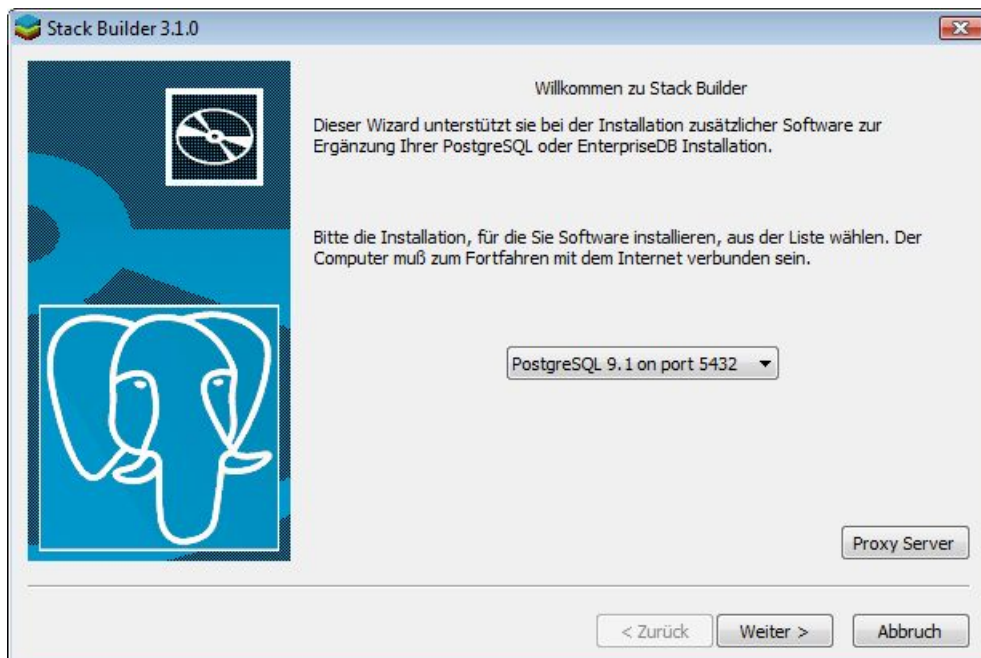 Stack Builder 3.1.0
Willkommen zu Stack Builder
Dieser Wizard unterstützt sie bei der Installation zusätzlicher Software zur
Ergänzung Ihrer PostgreSQL oder EnterpriseDB Installation.
Bitte die Installation, für die Sie Software installieren, aus der Liste wählen. Der
Computer muß zum Fortfahren mit dem Internet verbunden sein.
PostgreSQL 9.1 on port 5432
Proxy Server
< Zurück Weiter > Abbruch